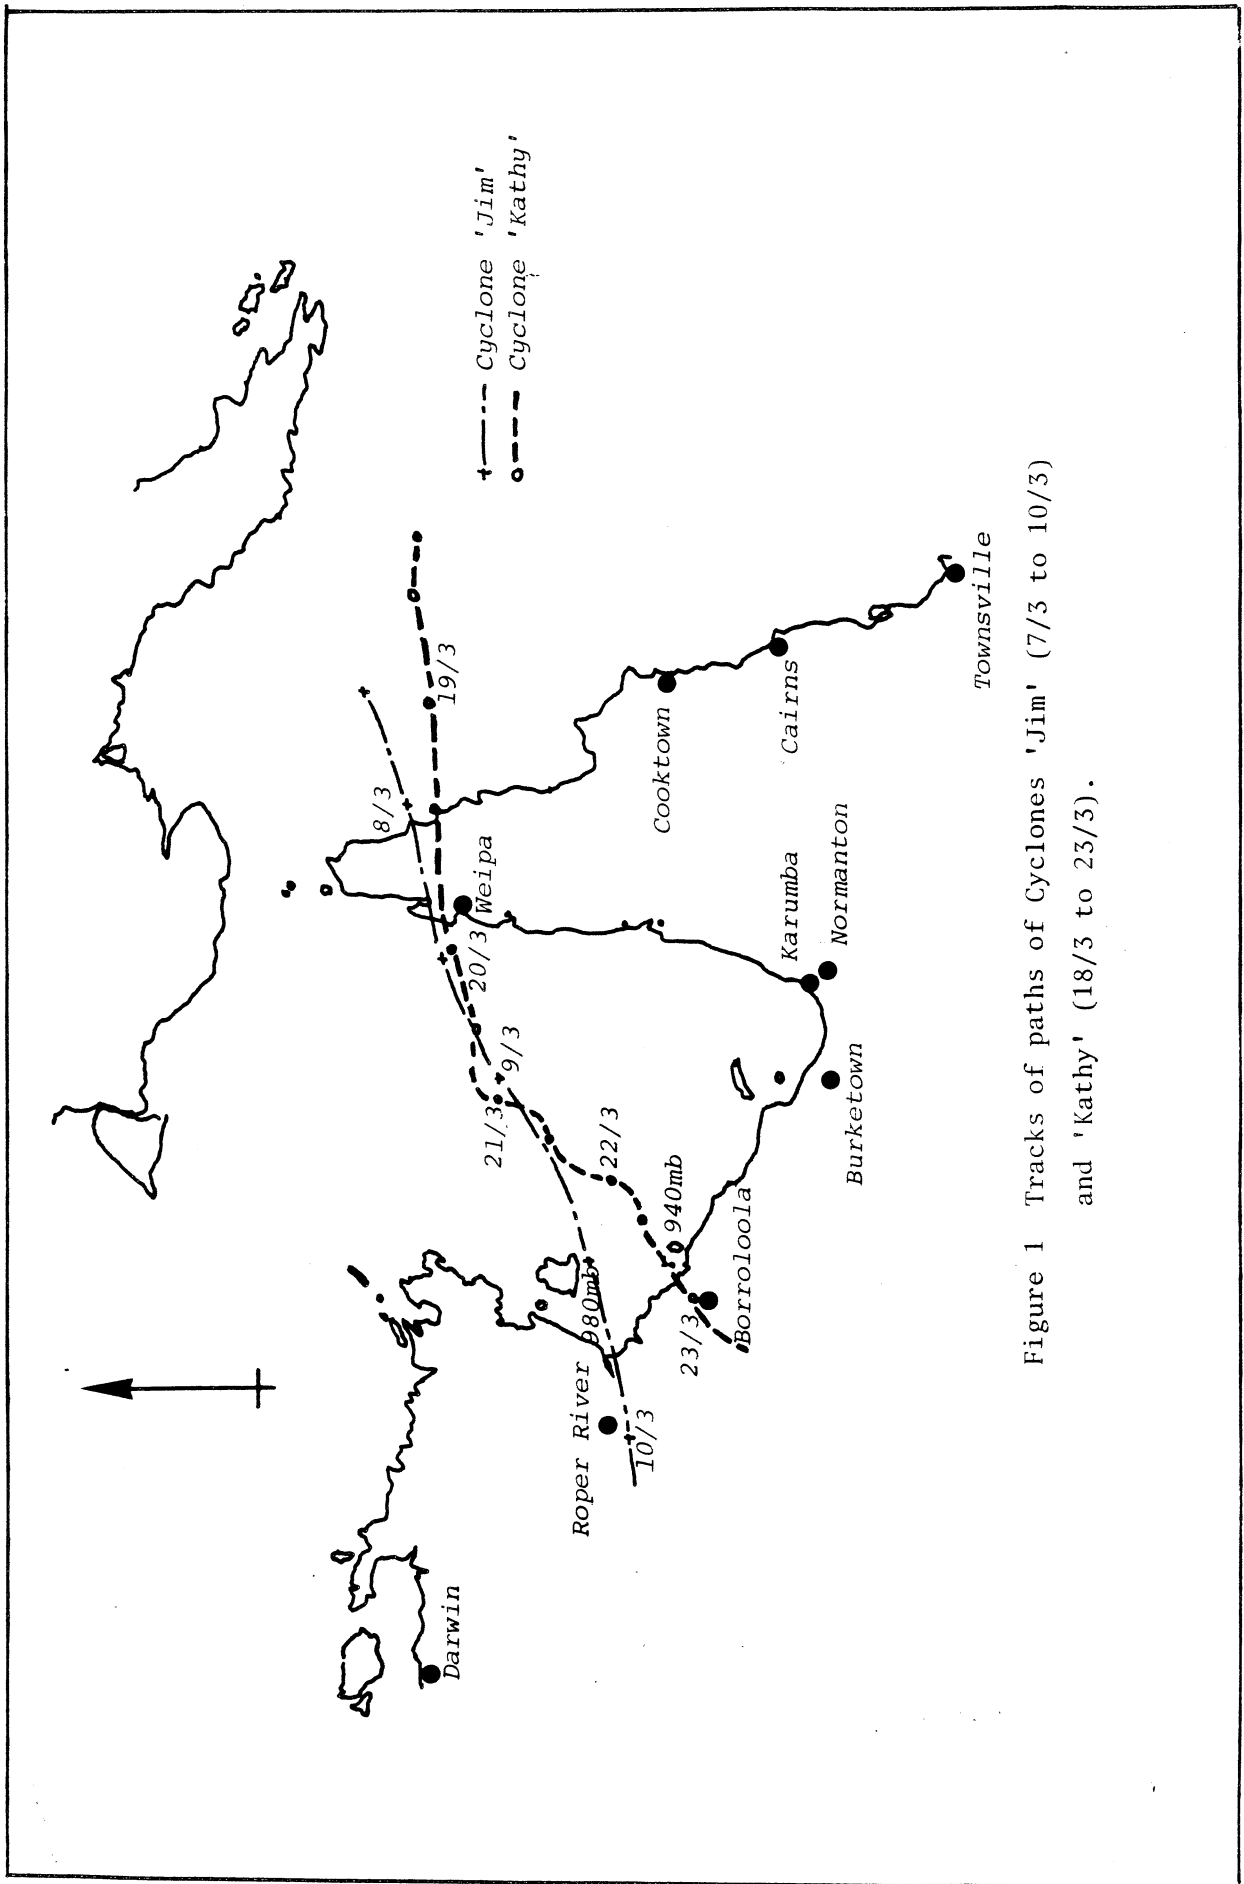 Cyclone 'Jim'
Cyclone 'Kathy'
8/3
19/3
Weipa
20/3
9/3
21/3
22/3
940mb
980mb
Roper River
10/3
23/3
Borroloola
Darwin
Cooktown
Cairns
Townsville
Karumba
Normanton
Burketown
Figure 1 Tracks of paths of Cyclones 'Jim' (7/3 to 10/3)
and 'Kathy' (18/3 to 23/3).